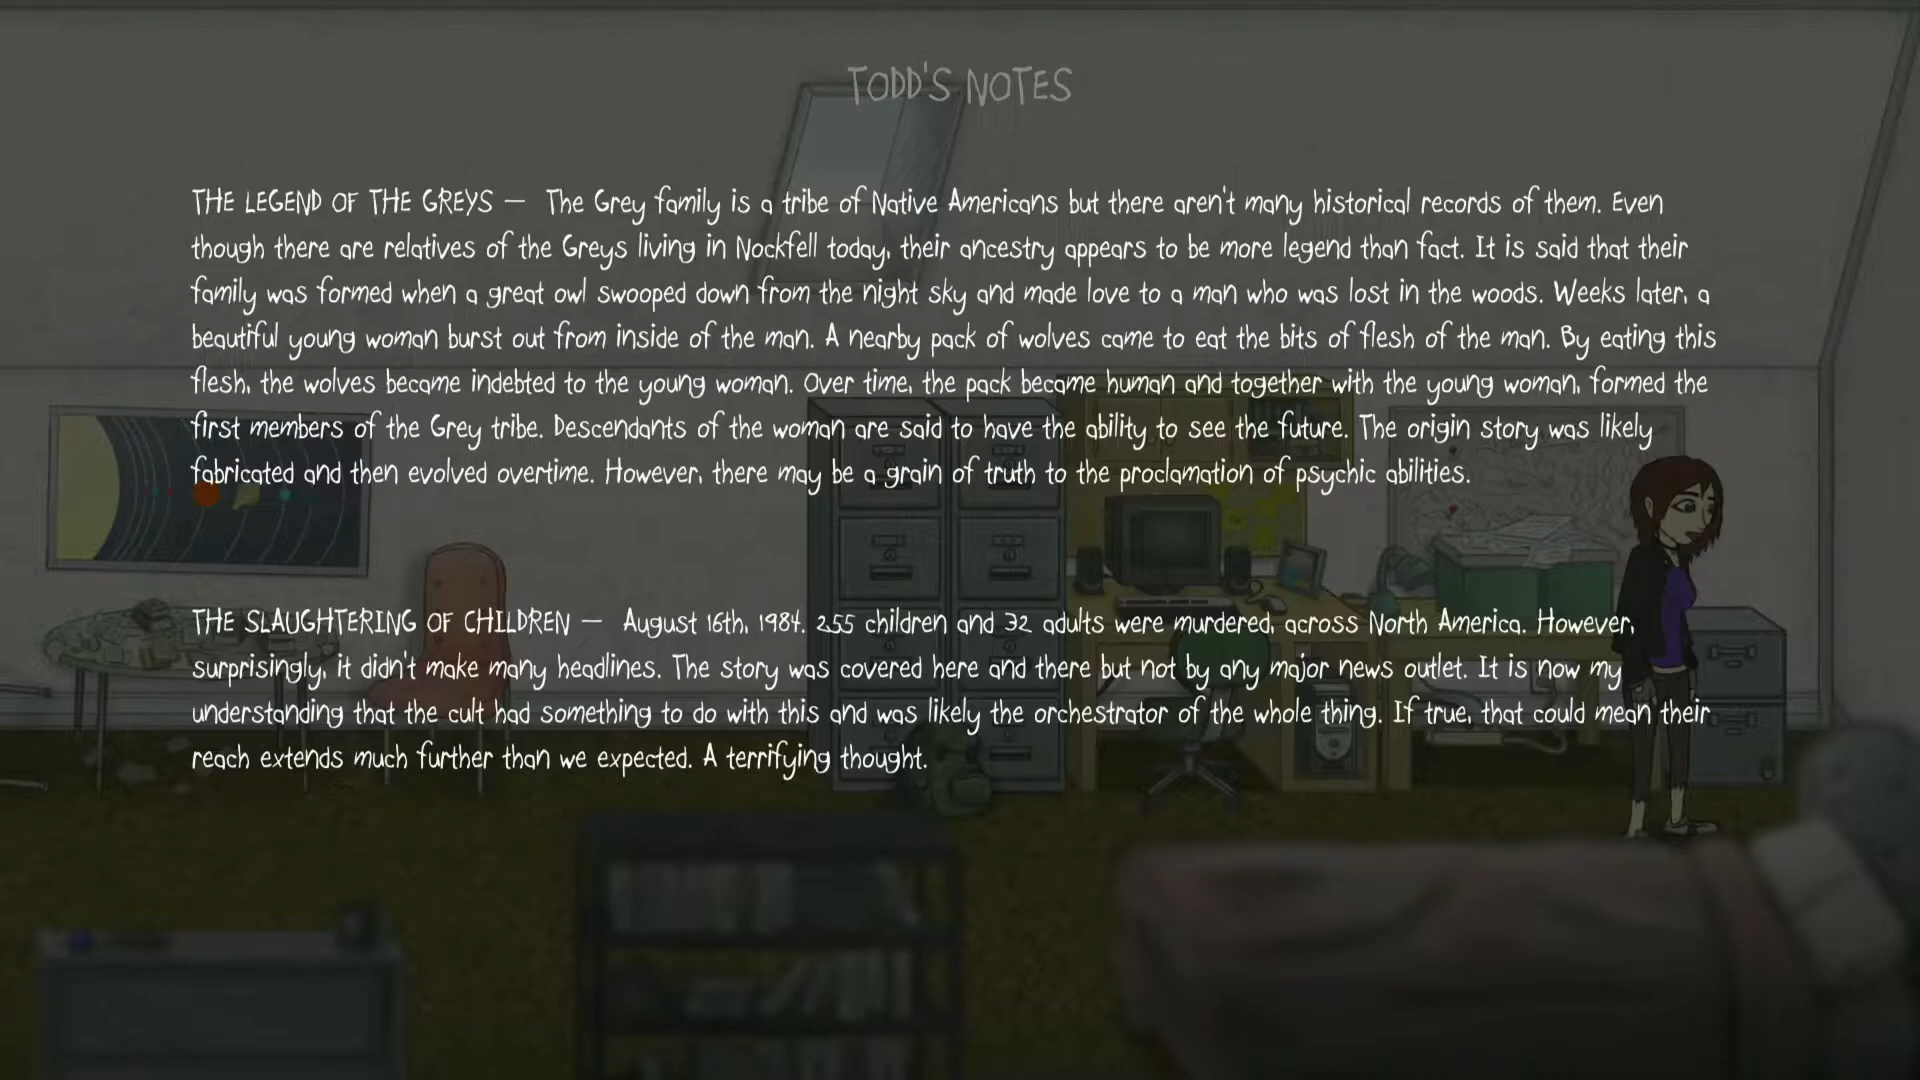 TODD'S NOTES
THE LEGEND OF THE GREYS — The Grey family is a tribe of Native Americans but there aren't many historical records of them. Even
though there are relatives of the Greys living in Nockfell today, their ancestry appears to be more legend than fact. It is said that their
family was formed when a great owl swooped down from the night sky and made love to a man who was lost in the woods. Weeks later, a
beautiful young woman burst out from inside of the man. A nearby pack of wolves came to eat the bits of flesh of the man. By eating this
flesh, the wolves became indebted to the young woman. Over time, the pack became human and together with the young woman, formed the
first members of the Grey tribe. Descendants of the woman are said to have the ability to see the future. The origin story was likely
fabricated and then evolved overtime. However, there may be a grain of truth to the proclamation of psychic abilities.
THE SLAUGHTERING OF CHILDREN — August 16th, 1984. 255 children and 32 adults were murdered, across North America. However,
surprisingly, it didn't make many headlines. The story was covered here and there but not by any major news outlet. It is now my
understanding that the cult had something to do with this and was likely the orchestrator of the whole thing. If true, that could mean their
reach extends much further than we expected. A terrifying thought.